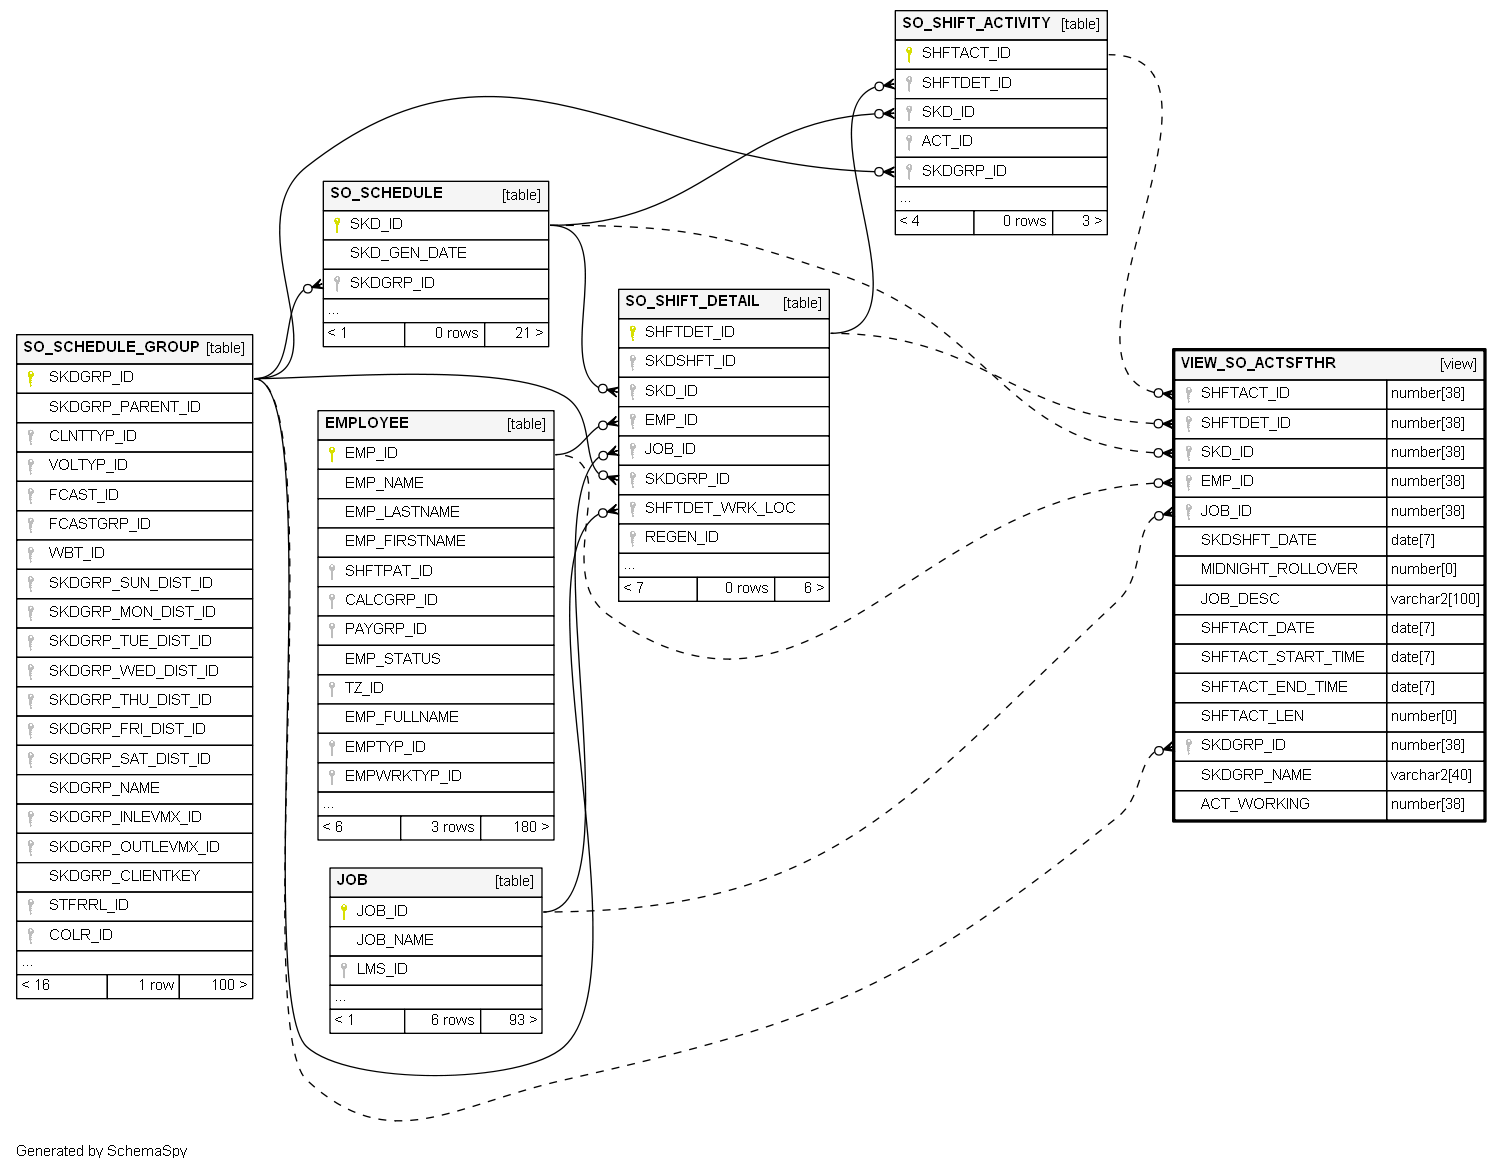 SO_SHIFT_ACTIVITY [table]
SHFTACT_ID
SHFTDET_ID
SKD_ID
ACT_ID
SKDGRP_ID
...
< 4 0 rows 3 >
SO_SCHEDULE [table]
SKD_ID
SKD_GEN_DATE
SKDGRP_ID
...
< 1 0 rows 21 >
SO_SHIFT_DETAIL [table]
SHFTDET_ID
SKDSHFT_ID
SKD_ID
EMP_ID
JOB_ID
SKDGRP_ID
SHFTDET_WRK_LOC
REGEN_ID
...
< 7 0 rows 6 >
SO_SCHEDULE_GROUP [table]
SKDGRP_ID
SKDGRP_PARENT_ID
CLNTTYP_ID
VOLTYP_ID
FCAST_ID
FCASTGRP_ID
WBT_ID
SKDGRP_SUN_DIST_ID
SKDGRP_MON_DIST_ID
SKDGRP_TUE_DIST_ID
SKDGRP_WED_DIST_ID
SKDGRP_THU_DIST_ID
SKDGRP_FRI_DIST_ID
SKDGRP_SAT_DIST_ID
SKDGRP_NAME
SKDGRP_INLEVMX_ID
SKDGRP_OUTLEVMX_ID
SKDGRP_CLIENTKEY
STFRRL_ID
COLR_ID
...
< 16 1 row 100 >
EMPLOYEE [table]
EMP_ID
EMP_NAME
EMP_LASTNAME
EMP_FIRSTNAME
SHFTPAT_ID
CALCGRP_ID
PAYGRP_ID
EMP_STATUS
TZ_ID
EMP_FULLNAME
EMPTYP_ID
EMPWRKTYP_ID
...
< 6 3 rows 180 >
JOB [table]
JOB_ID
JOB_NAME
LMS_ID
...
< 1 6 rows 93 >
VIEW_SO_ACTSFTHR [view]
SHFTACT_ID number[38]
SHFTDET_ID number[38]
SKD_ID number[38]
EMP_ID number[38]
JOB_ID number[38]
SKDSHFT_DATE date[7]
MIDNIGHT_ROLLOVER number[0]
JOB_DESC varchar2[100]
SHFTACT_DATE date[7]
SHFTACT_START_TIME date[7]
SHFTACT_END_TIME date[7]
SHFTACT_LEN number[0]
SKDGRP_ID number[38]
SKDGRP_NAME varchar2[40]
ACT_WORKING number[38]
Generated by SchemaSpy